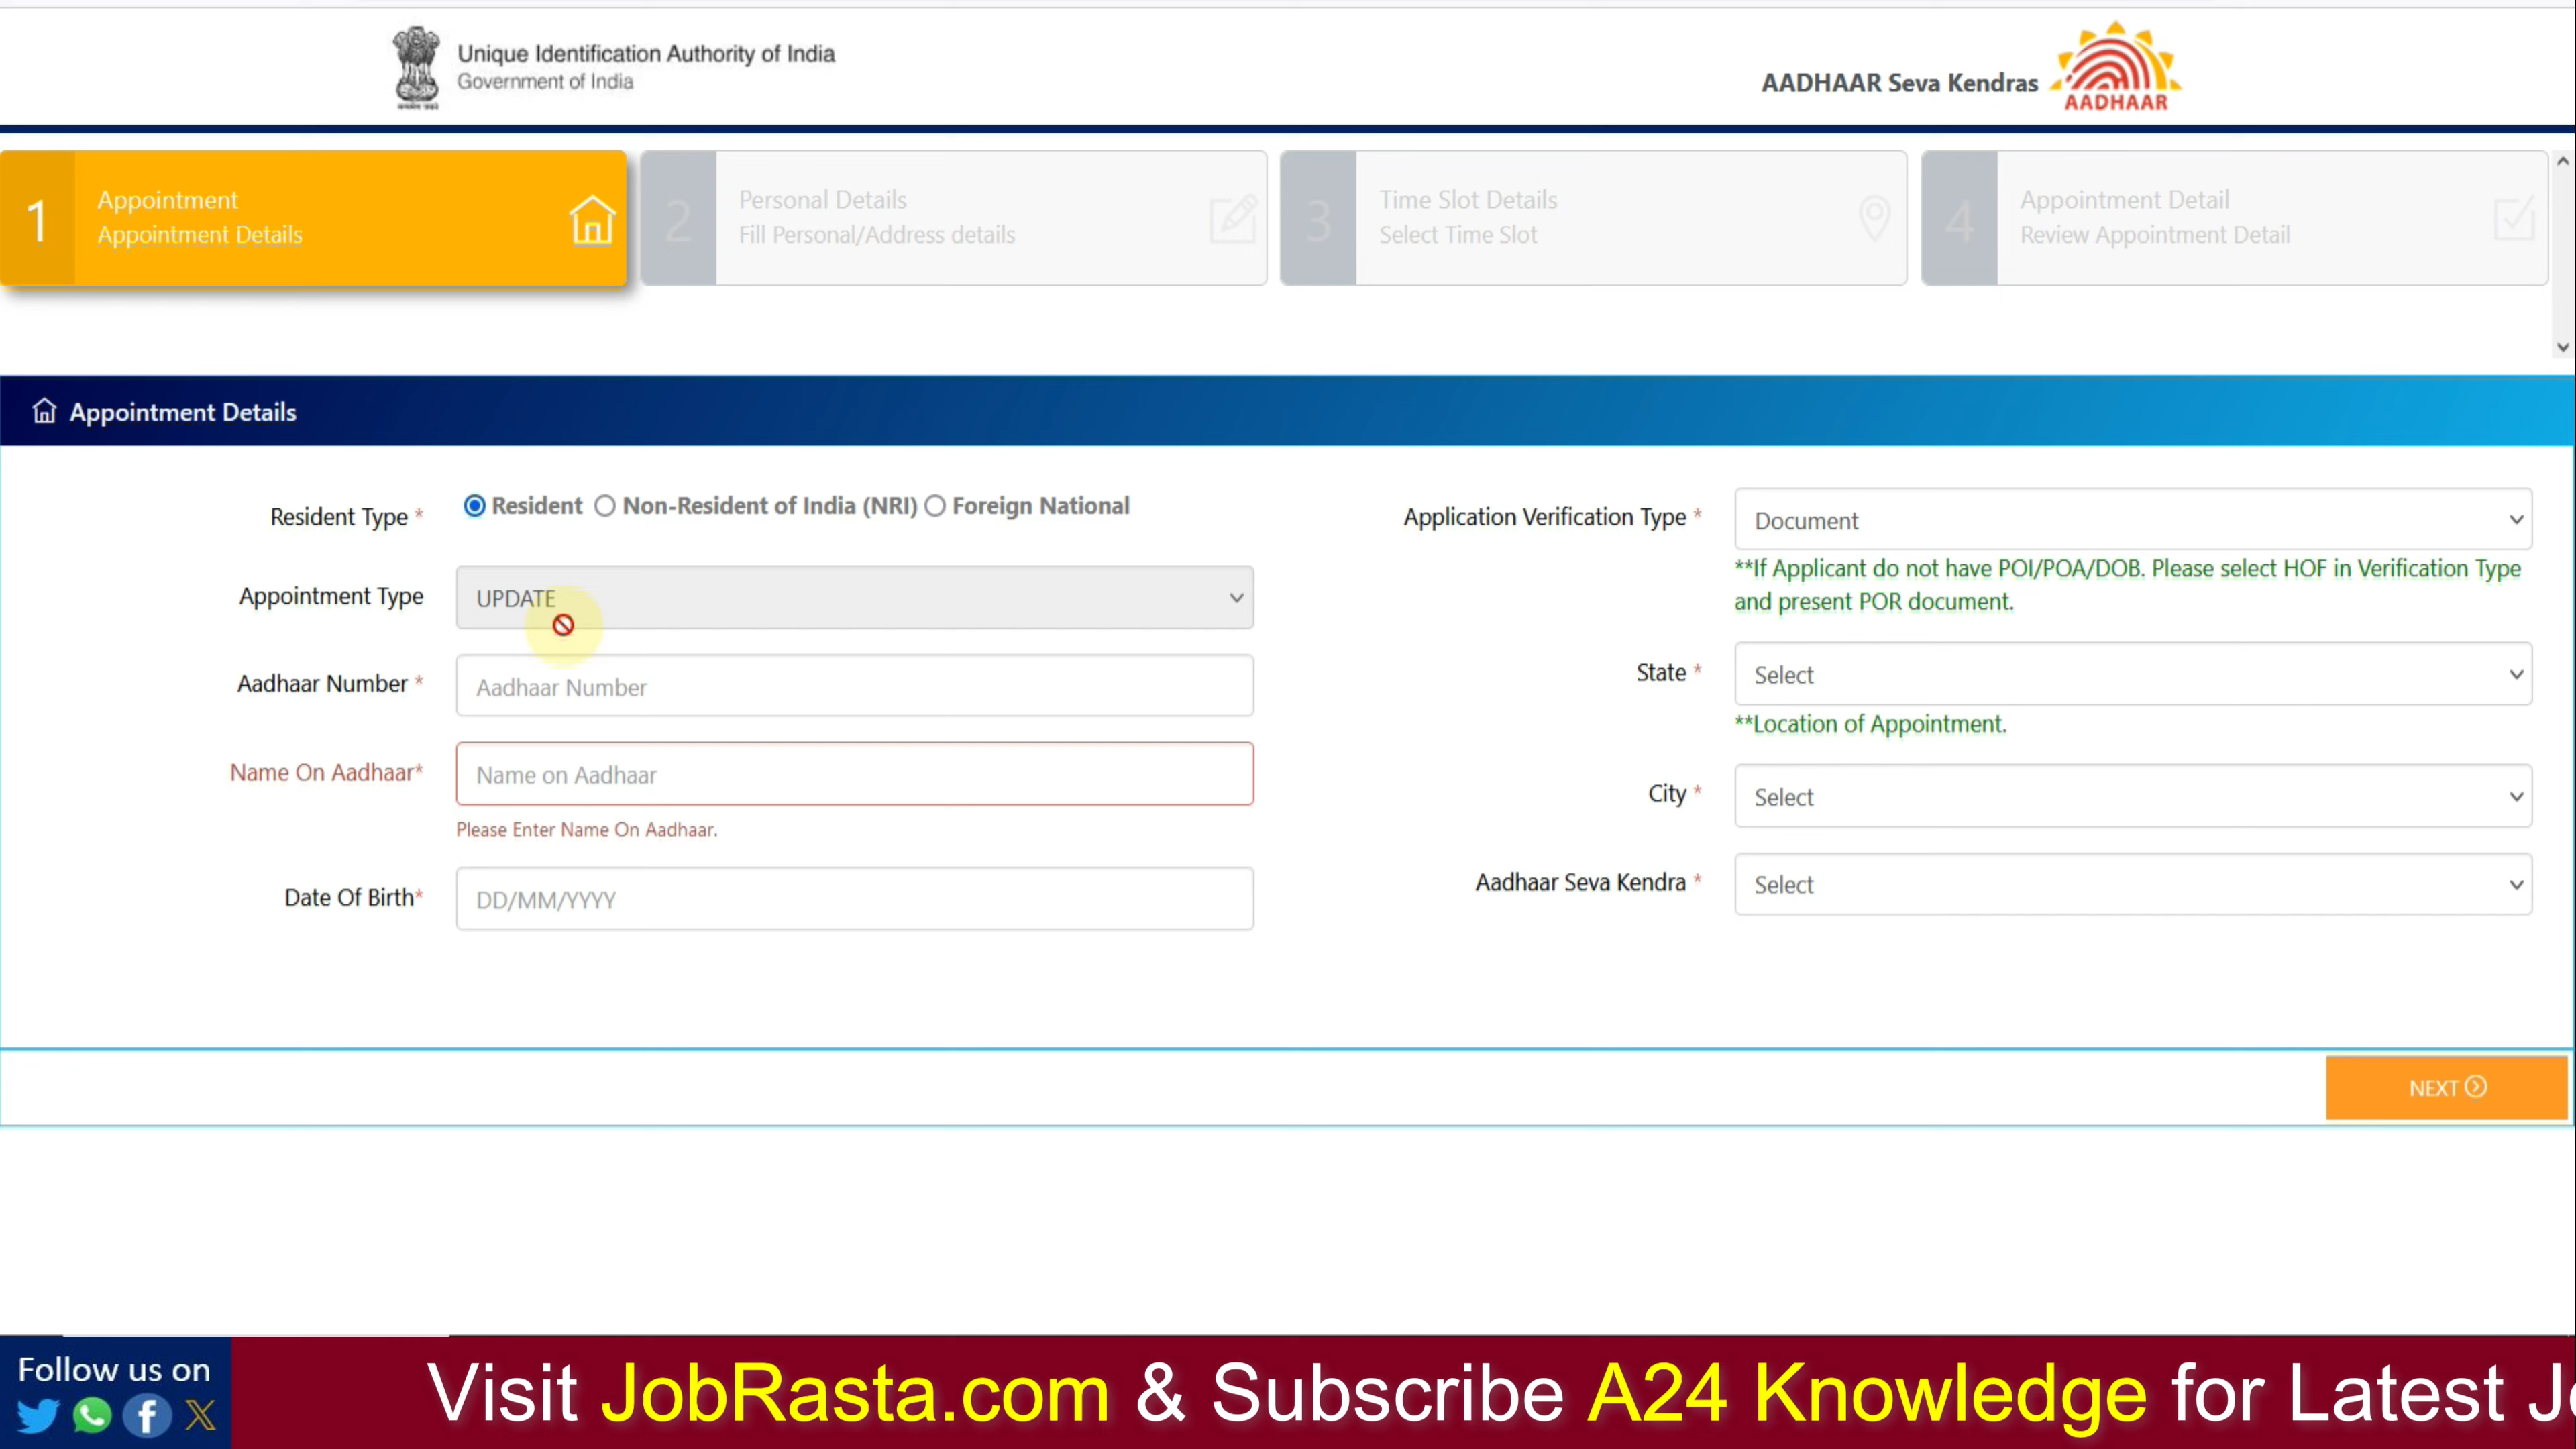 Unique Identification Authority of India
Government of India
AADHAAR Seva Kendras
AADHAAR
1
Appointment
Appointment Details
2
Personal Details
Fill Personal/Address details
3
Time Slot Details
Select Time Slot
4
Appointment Detail
Review Appointment Detail
Appointment Details
Resident Type *
Resident
Non-Resident of India (NRI)
Foreign National
Appointment Type
UPDATE
Aadhaar Number *
Aadhaar Number
Name On Aadhaar*
Name on Aadhaar
Please Enter Name On Aadhaar.
Date Of Birth*
DD/MM/YYYY
Application Verification Type *
Document
**If Applicant do not have POI/POA/DOB. Please select HOF in Verification Type
and present POR document.
State *
Select
**Location of Appointment.
City *
Select
Aadhaar Seva Kendra *
Select
NEXT
Follow us on
Visit JobRasta.com & Subscribe A24 Knowledge for Latest